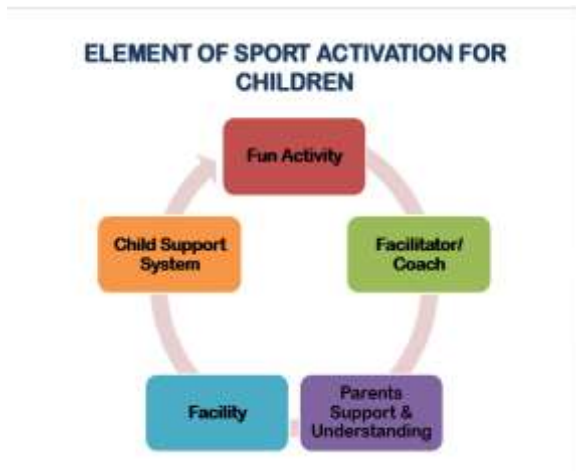 ELEMENT OF SPORT ACTIVATION FOR
CHILDREN
Fun Activity
Facilitator/
Coach
Parents
Support &
Understanding
Facility
Child Support
System